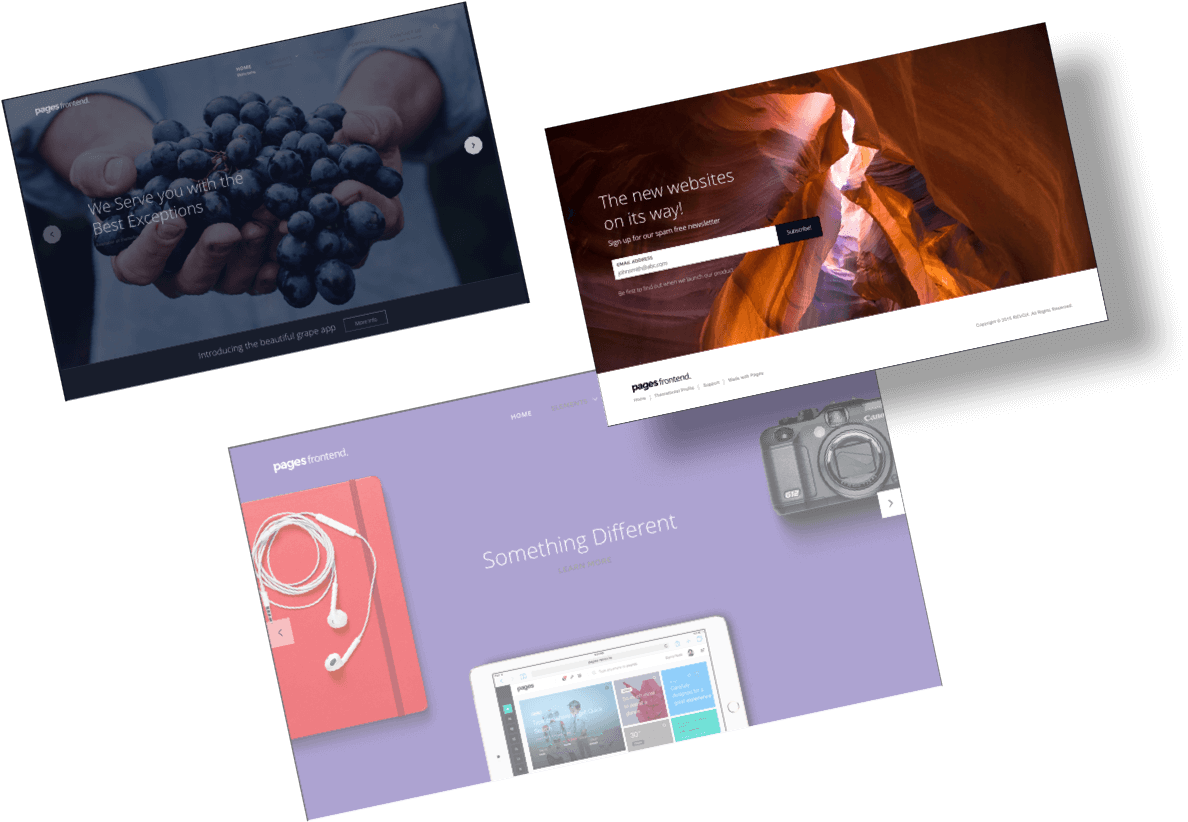 HOME
pages frontend.
We Serve you with the
Best Exceptions
Introducing the beautiful grape app
More Info
The new websites
on its way!
Sign up for our spam free newsletter
EMAIL ADDRESS
johnsmith@abc.com
Subscribe!
Be first to find out when we launch our product
Copyright © 2015 REVOX. All Rights Reserved.
pages frontend.
Home | Themeforest Profile | Support | Made with Pages
HOME
pages frontend.
Something Different
Canon
G12
pages